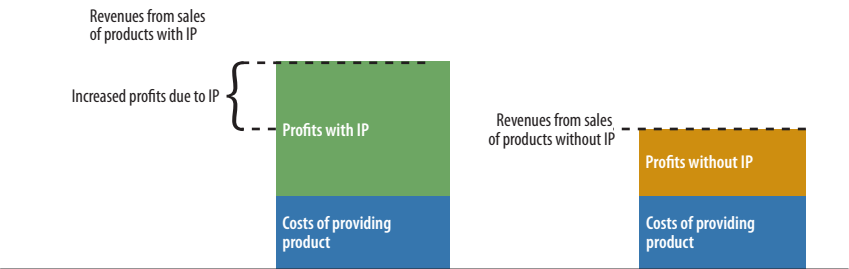 Revenues from sales
of products with IP
Increased profits due to IP
Profits with IP
Costs of providing
product
Revenues from sales
of products without IP
Profits without IP
Costs of providing
product